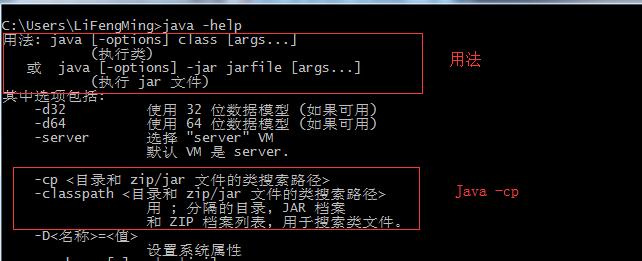 C:\Users\LiFengMing>java -help
用法: java [-options] class [args...]
(执行类)
或 java [-options] -jar jarfile [args...]
(执行 jar 文件)
用法
其中选项包括:
-d32 使用 32 位数据模型 (如果可用)
-d64 使用 64 位数据模型 (如果可用)
-server 选择 "server" VM
默认 VM 是 server.
-cp <目录和 zip/jar 文件的类搜索路径>
-classpath <目录和 zip/jar 文件的类搜索路径>
用 ; 分隔的目录, JAR 档案
和 ZIP 档案列表, 用于搜索类文件。
Java -cp
-D<名称>=<值>
设置系统属性